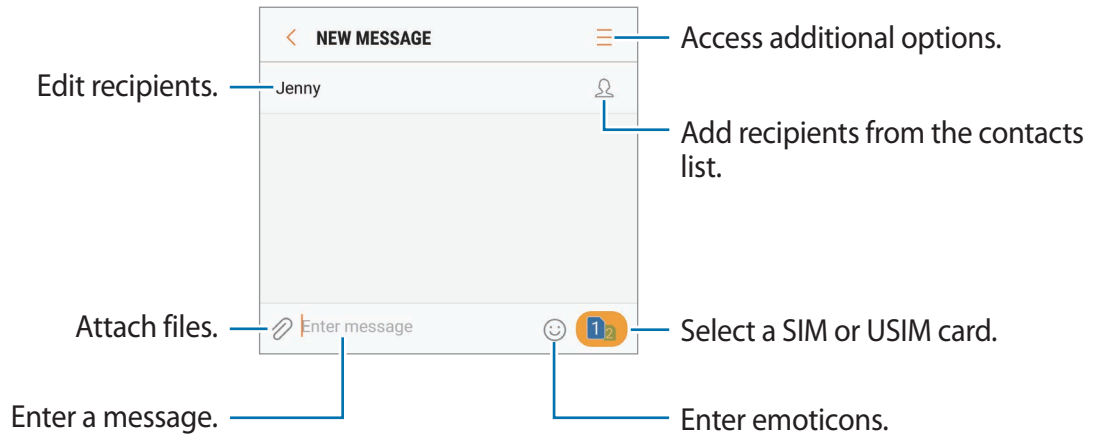 NEW MESSAGE
Access additional options.
Edit recipients.
Jenny
Add recipients from the contacts
list.
Attach files.
Enter message
1
2
Select a SIM or USIM card.
Enter a message.
Enter emoticons.